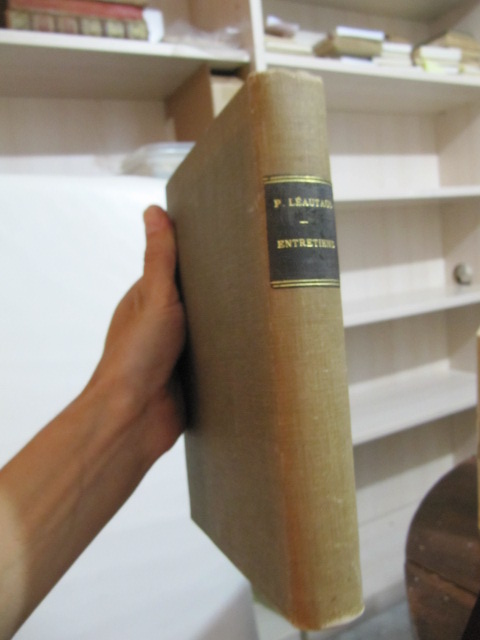 P. LÉAUTAUD
-
ENTRETIENS